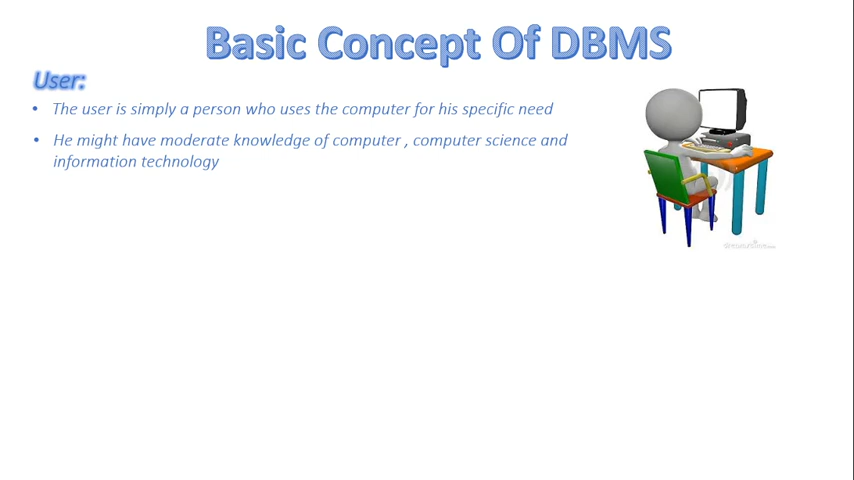 Basic Concept Of DBMS
User:
• The user is simply a person who uses the computer for his specific need
• He might have moderate knowledge of computer , computer science and
information technology